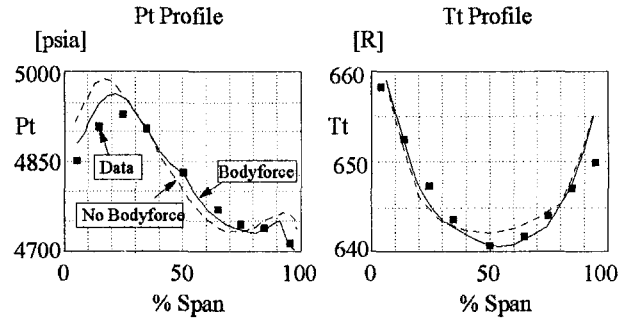 Pt Profile
[psia]
5000
Pt
4850
4700
Data
No Bodyforce
Bodyforce
0
50
100
% Span
Tt Profile
[R]
660
Tt
650
640
0
50
100
% Span